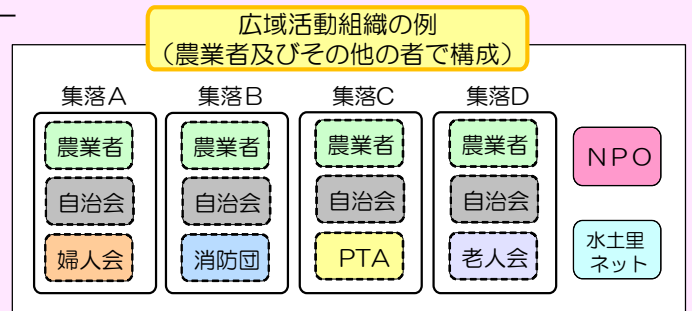 広域活動組織の例
（農業者及びその他の者で構成）
集落Ａ
農業者
自治会
婦人会
集落Ｂ
農業者
自治会
消防団
集落C
農業者
自治会
PTA
集落D
農業者
自治会
老人会
ＮＰＯ
水土里
ネット